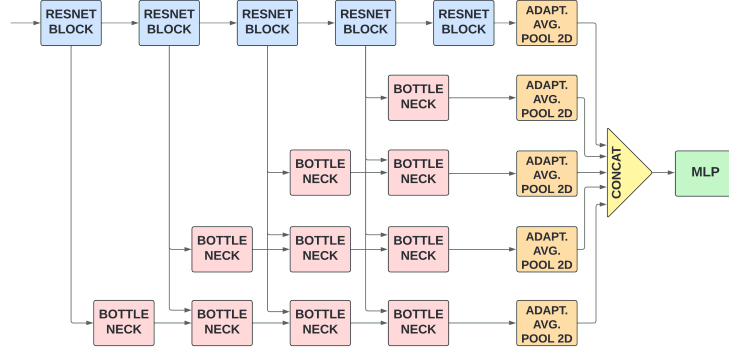 RESNET
BLOCK
RESNET
BLOCK
RESNET
BLOCK
RESNET
BLOCK
RESNET
BLOCK
ADAPT.
AVG.
POOL 2D
BOTTLE
NECK
ADAPT.
AVG.
POOL 2D
BOTTLE
NECK
BOTTLE
NECK
ADAPT.
AVG.
POOL 2D
CONCAT
MLP
BOTTLE
NECK
BOTTLE
NECK
BOTTLE
NECK
ADAPT.
AVG.
POOL 2D
BOTTLE
NECK
BOTTLE
NECK
BOTTLE
NECK
BOTTLE
NECK
ADAPT.
AVG.
POOL 2D